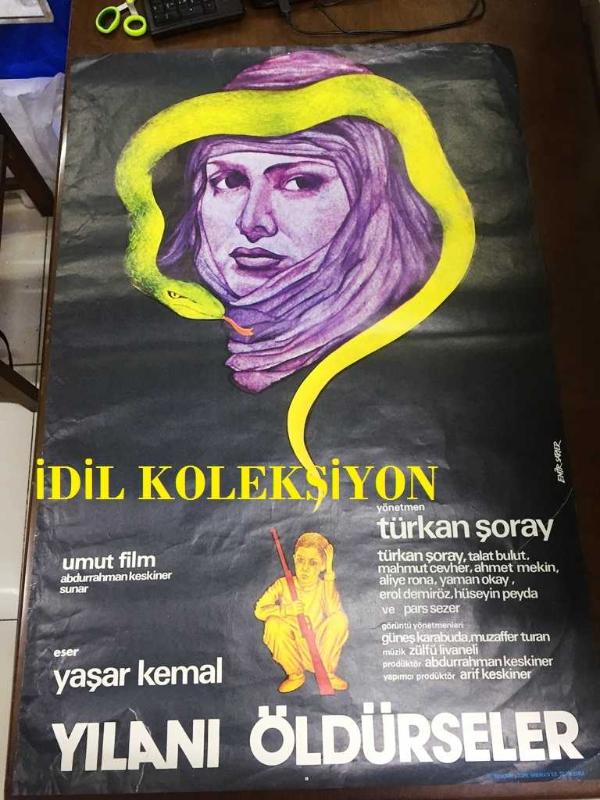 EMİR SABER
İDİL KOLEKSİYON
yönetmen
türkan şoray
türkan şoray, talat bulut,
mahmut cevher, ahmet mekin,
aliye rona, yaman okay,
erol demiröz, hüseyin peyda
ve pars sezer
umut film
abdurrahman keskiner
sunar
görüntü yönetmenleri
güneş karabuda, muzaffer turan
müzik zülfü livaneli
prodüktör abdurrahman keskiner
yapımcı prodüktör arif keskiner
eser
yaşar kemal
YILANI ÖLDÜRSELER